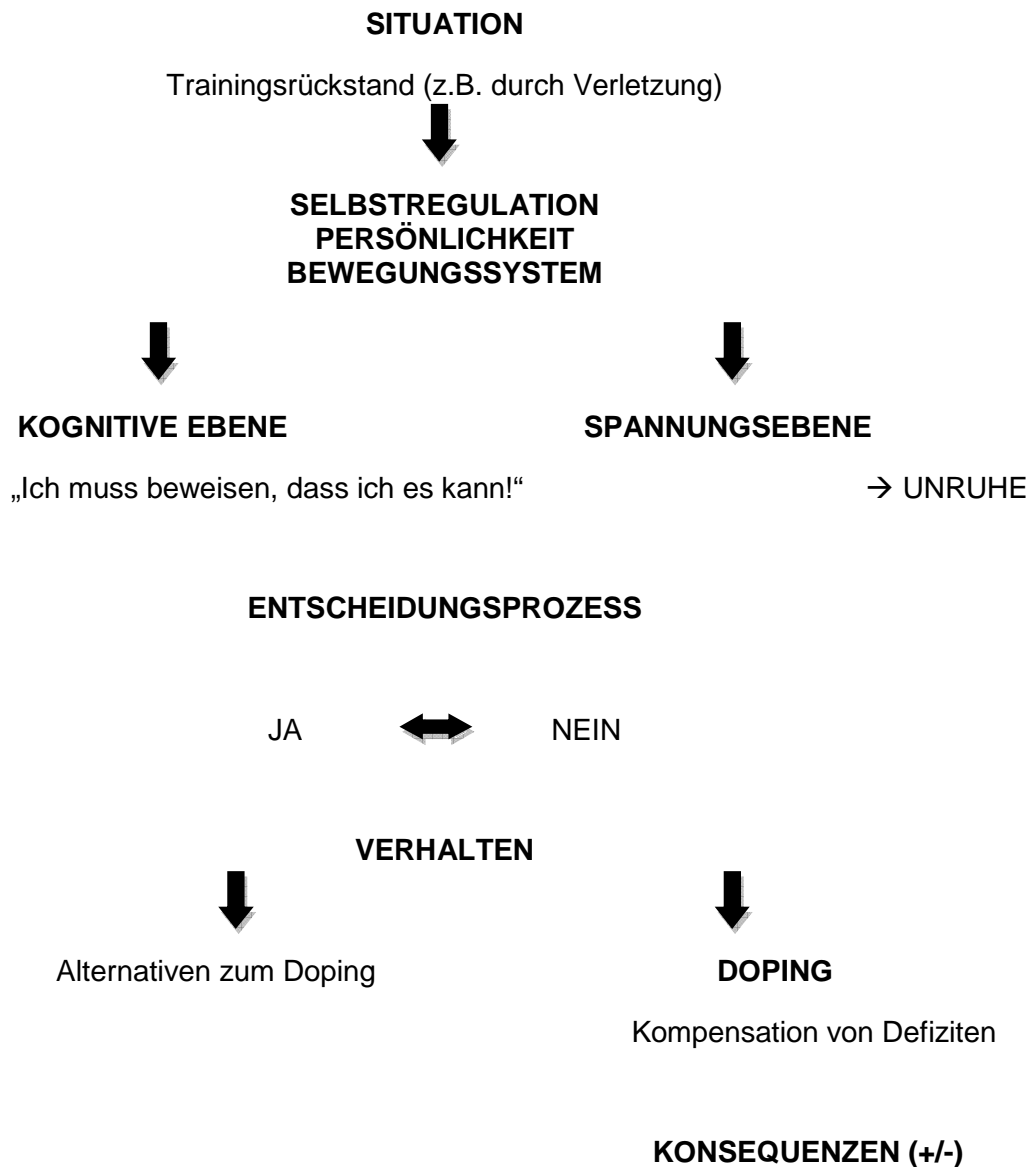 SITUATION
Trainingsrückstand (z.B. durch Verletzung)
SELBSTREGULATION
PERSÖNLICHKEIT
BEWEGUNGSSYSTEM
KOGNITIVE EBENE SPANNUNGSEBENE
„Ich muss beweisen, dass ich es kann!“ → UNRUHE
ENTSCHEIDUNGSPROZESS
JA NEIN
VERHALTEN
Alternativen zum Doping DOPING
Kompensation von Defiziten
KONSEQUENZEN (+/-)